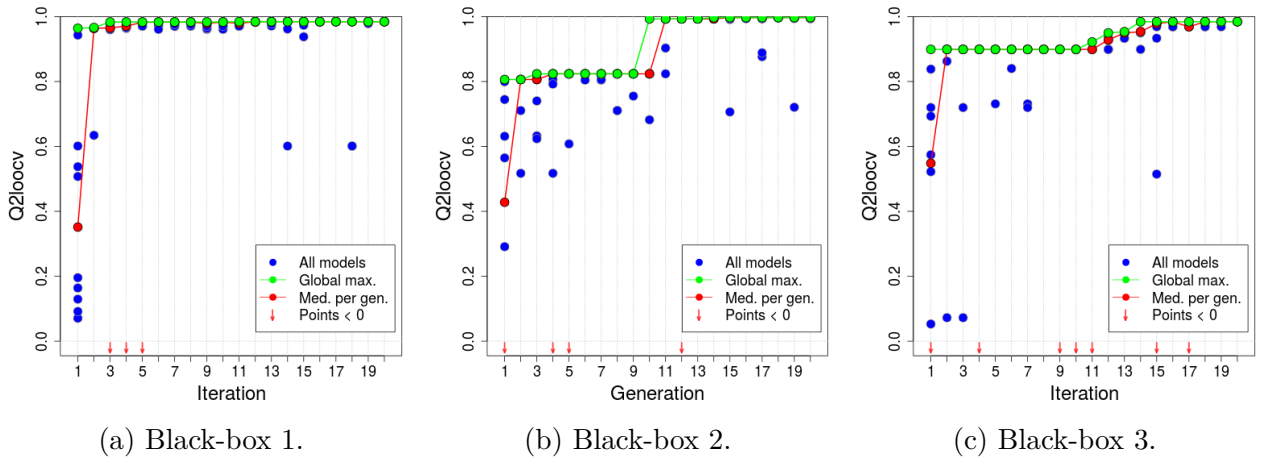 1.0
0.8
0.6
0.4
0.2
0.0
Q2loocv
All models
Global max.
Med. per gen.
Points < 0
1 3 5 7 9 11 13 15 17 19
Iteration
(a) Black-box 1.
1.0
0.8
0.6
0.4
0.2
0.0
Q2loocv
All models
Global max.
Med. per gen.
Points < 0
1 3 5 7 9 11 13 15 17 19
Generation
(b) Black-box 2.
1.0
0.8
0.6
0.4
0.2
0.0
Q2loocv
All models
Global max.
Med. per gen.
Points < 0
1 3 5 7 9 11 13 15 17 19
Iteration
(c) Black-box 3.